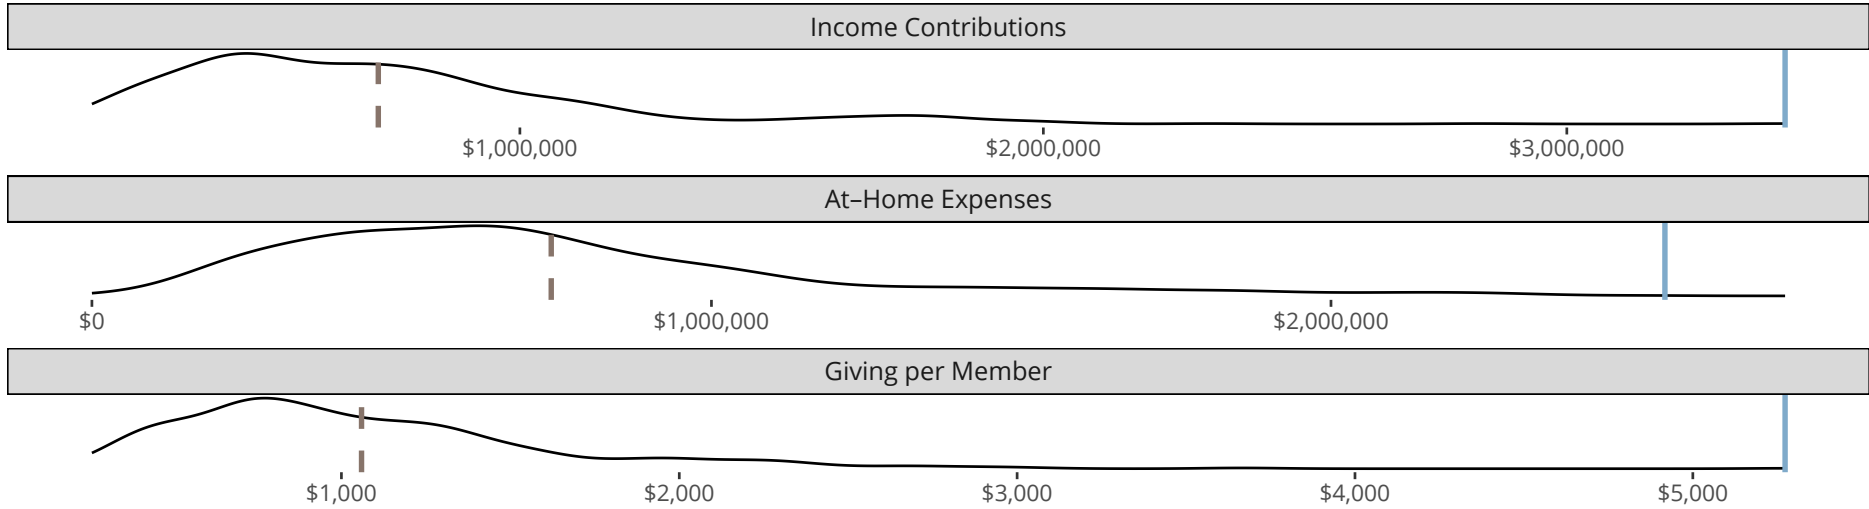 Income Contributions
$1,000,000 $2,000,000 $3,000,000
At–Home Expenses
$0 $1,000,000 $2,000,000
Giving per Member
$1,000 $2,000 $3,000 $4,000 $5,000